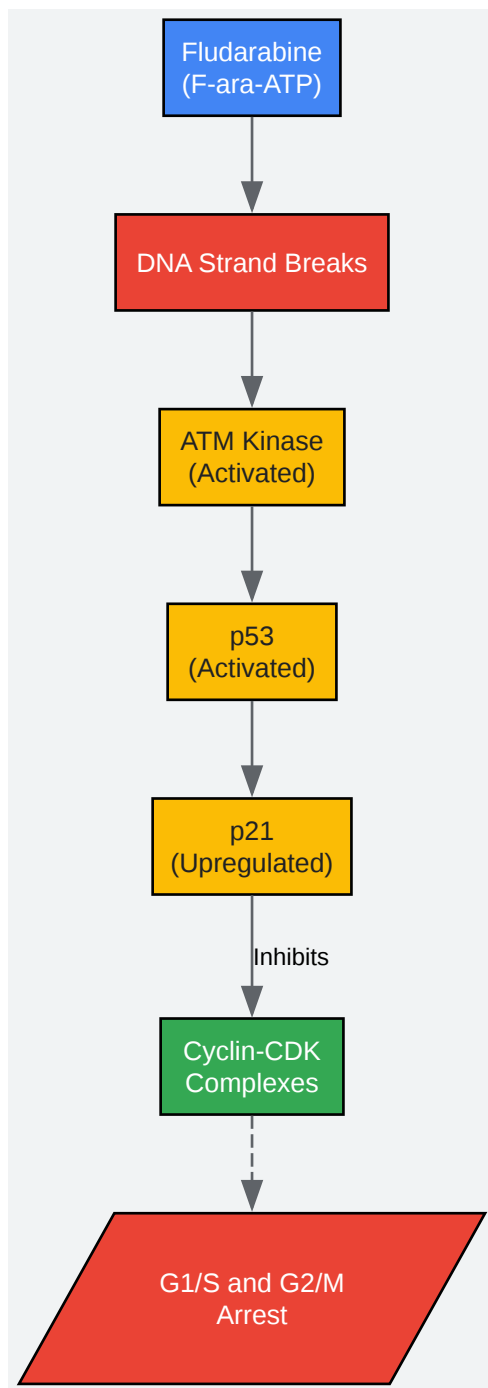 Fludarabine
(F-ara-ATP)
DNA Strand Breaks
ATM Kinase
(Activated)
p53
(Activated)
p21
(Upregulated)
Inhibits
Cyclin-CDK
Complexes
G1/S and G2/M
Arrest